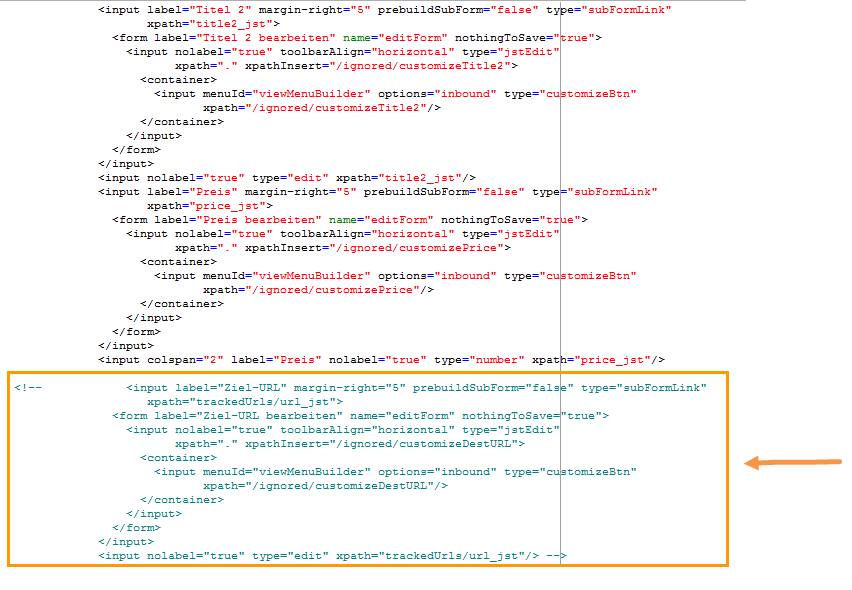 <input label="Titel 2" margin-right="5" prebuildSubForm="false" type="subFormLink"
xpath="title2_jst">
<form label="Titel 2 bearbeiten" name="editForm" nothingToSave="true">
<input nolabel="true" toolbarAlign="horizontal" type="jstEdit"
xpath="." xpathInsert="/ignored/customizeTitle2">
<container>
<input menuId="viewMenuBuilder" options="inbound" type="customizeBtn"
xpath="/ignored/customizeTitle2"/>
</container>
</input>
</form>
</input>
<input nolabel="true" type="edit" xpath="title2_jst"/>
<input label="Preis" margin-right="5" prebuildSubForm="false" type="subFormLink"
xpath="price_jst">
<form label="Preis bearbeiten" name="editForm" nothingToSave="true">
<input nolabel="true" toolbarAlign="horizontal" type="jstEdit"
xpath="." xpathInsert="/ignored/customizePrice">
<container>
<input menuId="viewMenuBuilder" options="inbound" type="customizeBtn"
xpath="/ignored/customizePrice"/>
</container>
</input>
</form>
</input>
<input colspan="2" label="Preis" nolabel="true" type="number" xpath="price_jst"/>
<!-- <input label="Ziel-URL" margin-right="5" prebuildSubForm="false" type="subFormLink"
xpath="trackedUrls/url_jst">
<form label="Ziel-URL bearbeiten" name="editForm" nothingToSave="true">
<input nolabel="true" toolbarAlign="horizontal" type="jstEdit"
xpath="." xpathInsert="/ignored/customizeDestURL">
<container>
<input menuId="viewMenuBuilder" options="inbound" type="customizeBtn"
xpath="/ignored/customizeDestURL"/>
</container>
</input>
</form>
</input>
<input nolabel="true" type="edit" xpath="trackedUrls/url_jst"/> -->